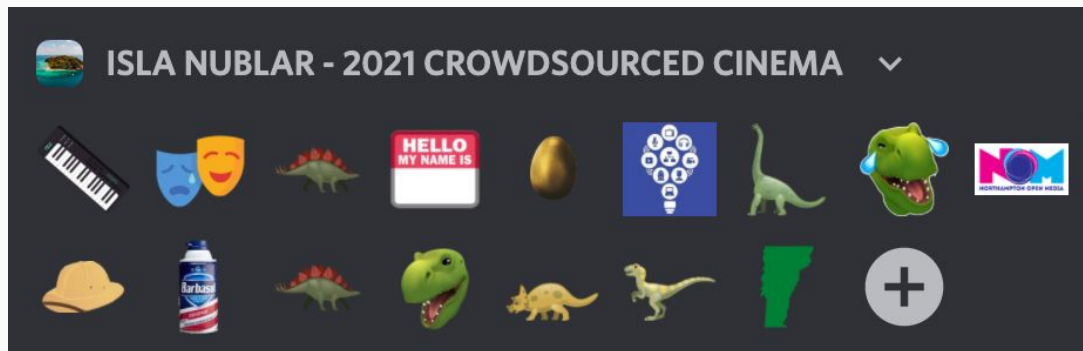 ISLA NUBLAR - 2021 CROWDSOURCED CINEMA
HELLO
MY NAME IS
NOM
NORTHAMPTON OPEN MEDIA
Barbasol